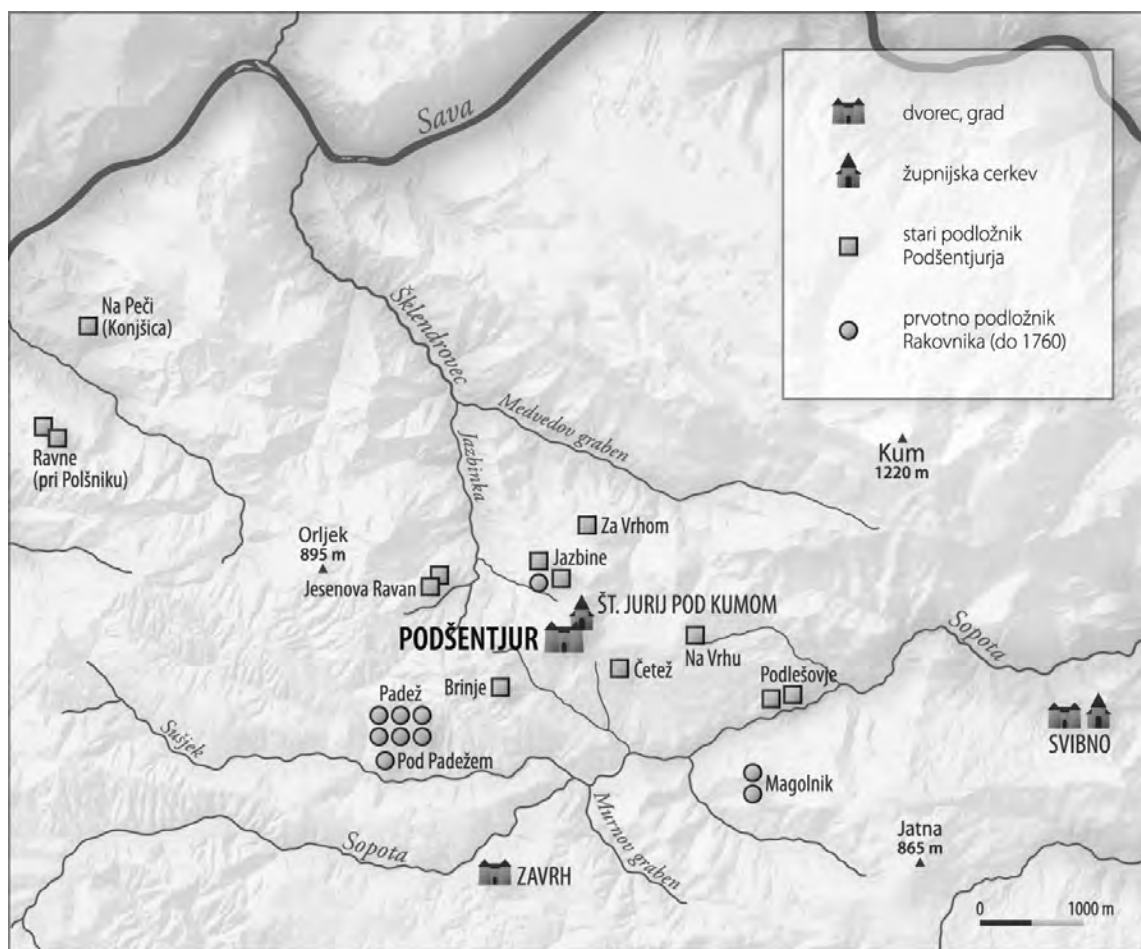 Sava
dvorec, grad
župnijska cerkev
stari podložnik
Podšentjurja
prvotno podložnik
Rakovnika (do 1760)
Na Peči
(Konjšica)
Šklendrovec
Medvedov graben
Jazbinka
Ravne
(pri Polšniku)
Kum
1220 m
Orljek
895 m
Za Vrhom
Jazbine
Jesenova Ravan
ŠT. JURIJ POD KUMOM
PODŠENTJUR
Na Vrhu
Sopota
Četež
Podlešovje
Brinje
Padež
Sušjek
Pod Padežem
SVIBNO
Magolnik
Murnov graben
Sopota
ZAVRH
Jatna
865 m
0 1000 m